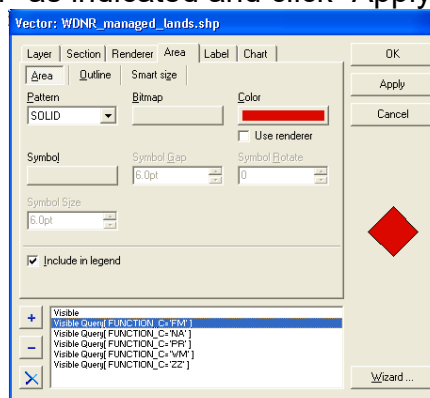 as indicated and click "Apply
Vector: WDNR_managed_lands.shp
Layer Section Renderer Area Label Chart
OK
Area Outline Smart size
Apply
Pattern Bitmap Color
SOLID
Cancel
Use renderer
Symbol Symbol Gap Symbol Rotate
6.0pt 0
Symbol Size
6.0pt
Include in legend
Visible
Visible Query[ FUNCTION_C='FM' ]
Visible Query[ FUNCTION_C='NA' ]
Visible Query[ FUNCTION_C='PR' ]
Visible Query[ FUNCTION_C='WM' ]
Visible Query[ FUNCTION_C='ZZ' ]
Wizard ...